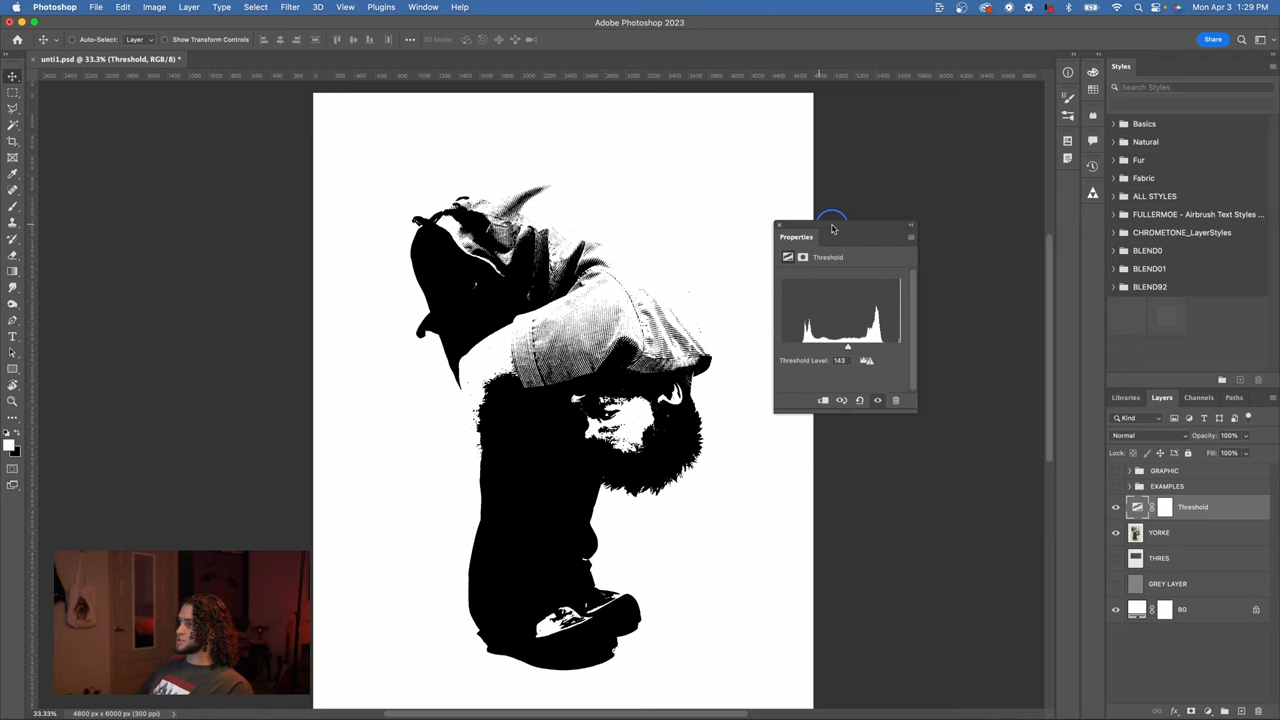 Photoshop File Edit Image Layer Type Select Filter 3D View Plugins Window Help
Mon Apr 3 1:29 PM
Adobe Photoshop 2023
Auto-Select: Layer Show Transform Controls
3D Mode:
Share
unti1.psd @ 33.3% (Threshold, RGB/8) *
Styles
Search Styles
Basics
Natural
Fur
Fabric
ALL STYLES
FULLERMOE - Airbrush Text Styles ...
CHROMETONE_LayerStyles
BLEND0
BLEND01
BLEND92
Properties
Threshold
Threshold Level: 143
Libraries Layers Channels Paths
Kind
Normal Opacity: 100%
Lock: Fill: 100%
GRAPHIC
EXAMPLES
Threshold
YORKE
THRES
GREY LAYER
BG
33.33% 4800 px x 6000 px (300 ppi)